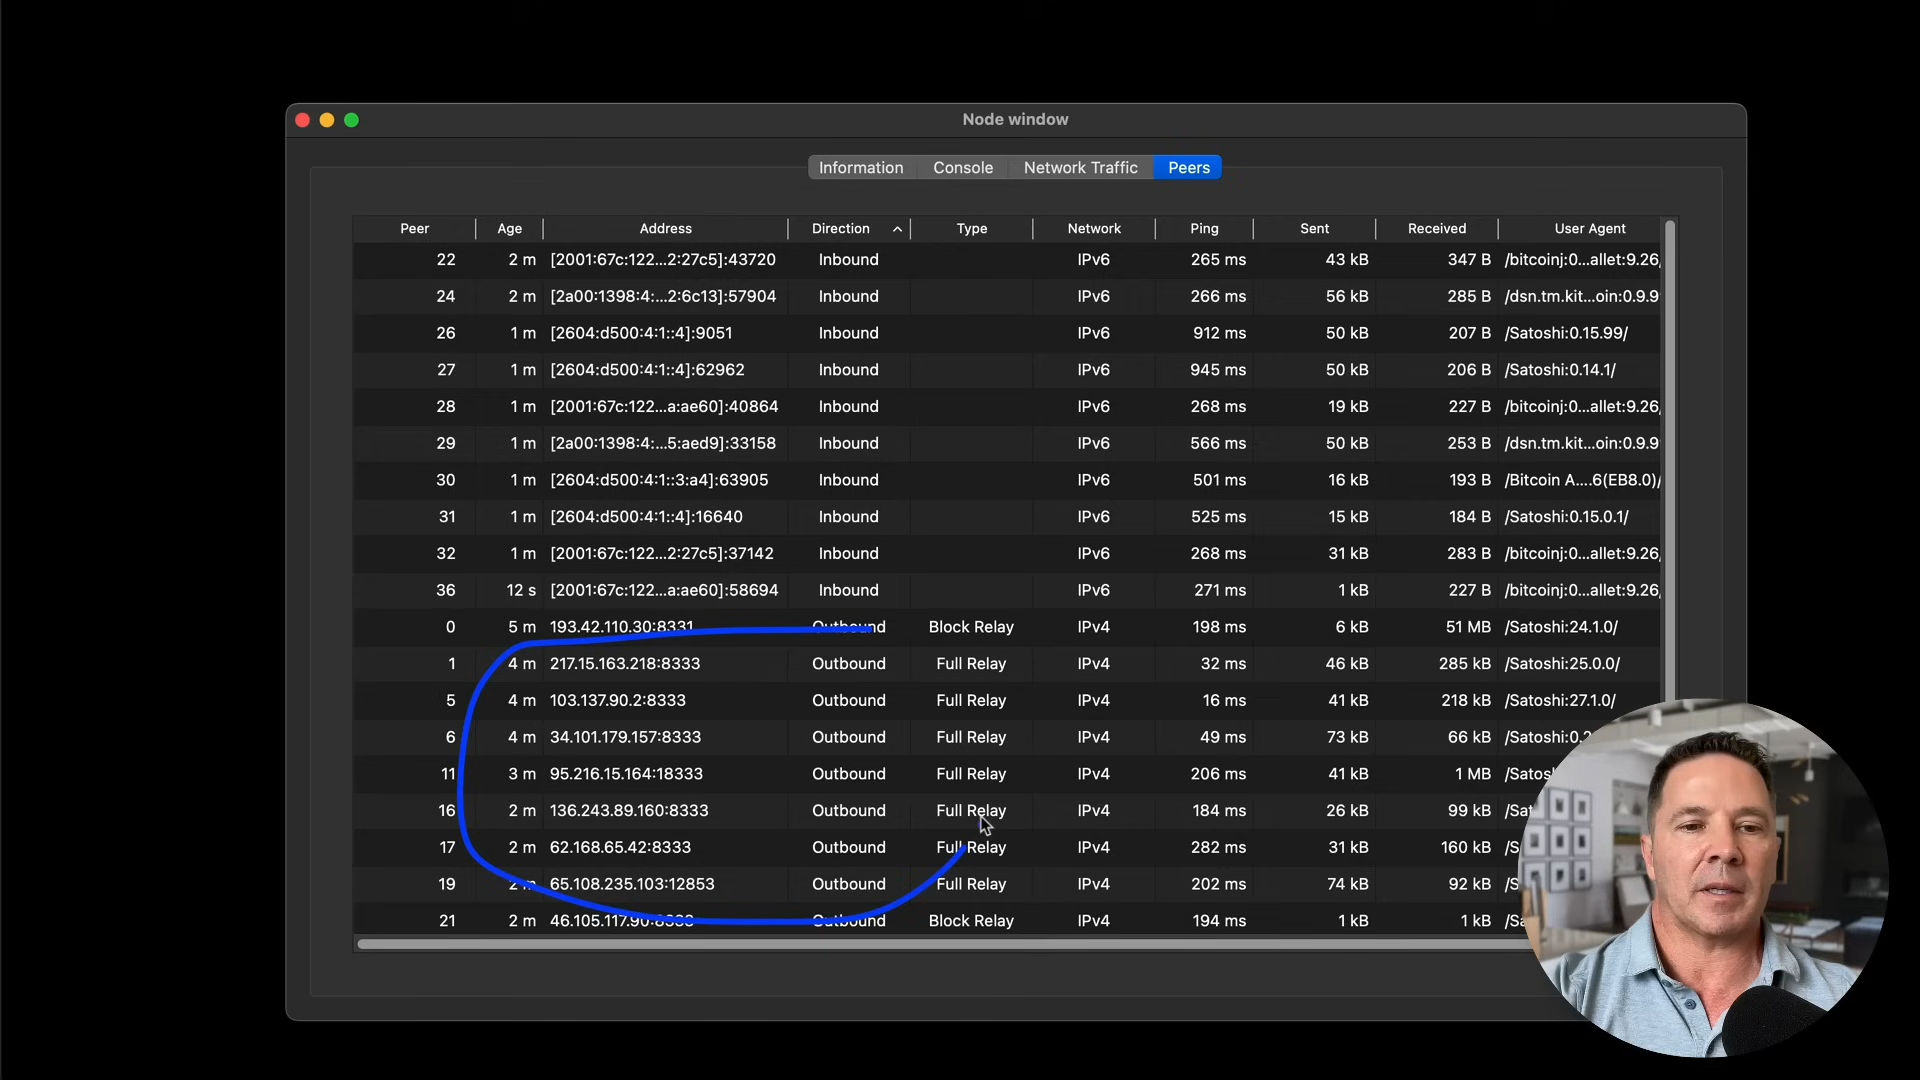 Node window
Information Console Network Traffic Peers
Peer Age Address Direction Type Network Ping Sent Received User Agent
22 2 m [2001:67c:122...2:27c5]:43720 Inbound IPv6 265 ms 43 kB 347 B /bitcoinj:0...allet:9.26/
24 2 m [2a00:1398:4:...2:6c13]:57904 Inbound IPv6 266 ms 56 kB 285 B /dsn.tm.kit...oin:0.9.9
26 1 m [2604:d500:4:1::4]:9051 Inbound IPv6 912 ms 50 kB 207 B /Satoshi:0.15.99/
27 1 m [2604:d500:4:1::4]:62962 Inbound IPv6 945 ms 50 kB 206 B /Satoshi:0.14.1/
28 1 m [2001:67c:122...a:ae60]:40864 Inbound IPv6 268 ms 19 kB 227 B /bitcoinj:0...allet:9.26/
29 1 m [2a00:1398:4:...5:aed9]:33158 Inbound IPv6 566 ms 50 kB 253 B /dsn.tm.kit...oin:0.9.9
30 1 m [2604:d500:4:1::3:a4]:63905 Inbound IPv6 501 ms 16 kB 193 B /Bitcoin A....6(EB8.0)/
31 1 m [2604:d500:4:1::4]:16640 Inbound IPv6 525 ms 15 kB 184 B /Satoshi:0.15.0.1/
32 1 m [2001:67c:122...2:27c5]:37142 Inbound IPv6 268 ms 31 kB 283 B /bitcoinj:0...allet:9.26/
36 12 s [2001:67c:122...a:ae60]:58694 Inbound IPv6 271 ms 1 kB 227 B /bitcoinj:0...allet:9.26/
0 5 m 193.42.110.30:8331 Outbound Block Relay IPv4 198 ms 6 kB 51 MB /Satoshi:24.1.0/
1 4 m 217.15.163.218:8333 Outbound Full Relay IPv4 32 ms 46 kB 285 kB /Satoshi:25.0.0/
5 4 m 103.137.90.2:8333 Outbound Full Relay IPv4 16 ms 41 kB 218 kB /Satoshi:27.1.0/
6 4 m 34.101.179.157:8333 Outbound Full Relay IPv4 49 ms 73 kB 66 kB /Satoshi:0.2
11 3 m 95.216.15.164:18333 Outbound Full Relay IPv4 206 ms 41 kB 1 MB /Satos
16 2 m 136.243.89.160:8333 Outbound Full Relay IPv4 184 ms 26 kB 99 kB /Sat
17 2 m 62.168.65.42:8333 Outbound Full Relay IPv4 282 ms 31 kB 160 kB /S
19 2 m 65.108.235.103:12853 Outbound Full Relay IPv4 202 ms 74 kB 92 kB /S
21 2 m 46.105.117.90:8333 Outbound Block Relay IPv4 194 ms 1 kB 1 kB /Sa